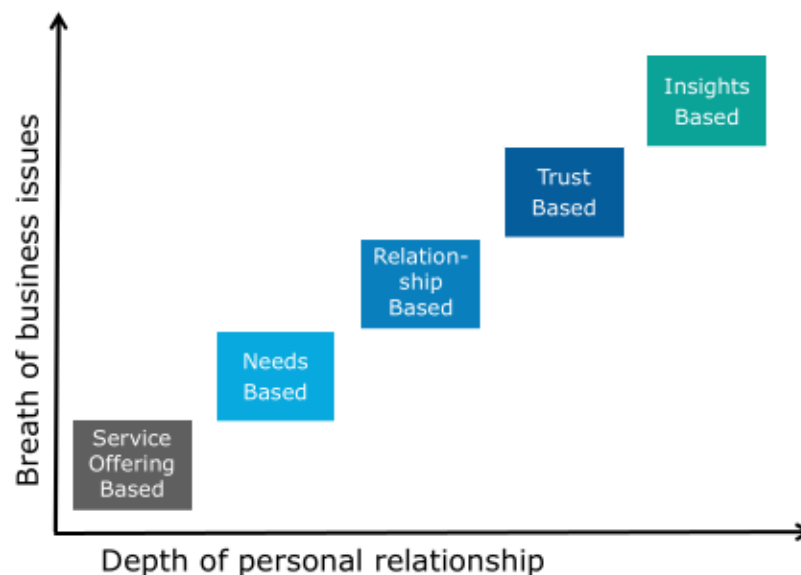 Breath of business issues
Insights
Based
Trust
Based
Relation-
ship
Based
Needs
Based
Service
Offering
Based
Depth of personal relationship